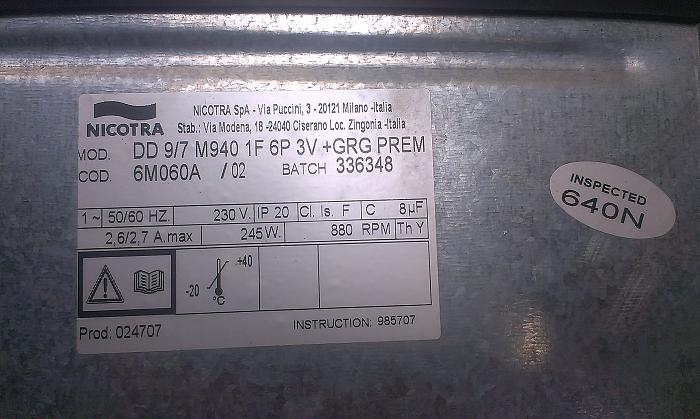 NICOTRA
NICOTRA SpA - Via Puccini, 3 - 20121 Milano -Italia
Stab.: Via Modena, 18 -24040 Ciserano Loc. Zingonia -Italia
MOD. DD 9/7 M940 1F 6P 3V +GRG PREM
COD. 6M060A / 02 BATCH 336348
1 ~ 50/60 HZ. 230 V. IP 20 Cl. Is. F C 8 µF
2,6/2,7 A.max 245 W. 880 RPM Th Y
-20 °C +40
Prod: 024707 INSTRUCTION: 985707
INSPECTED
640N